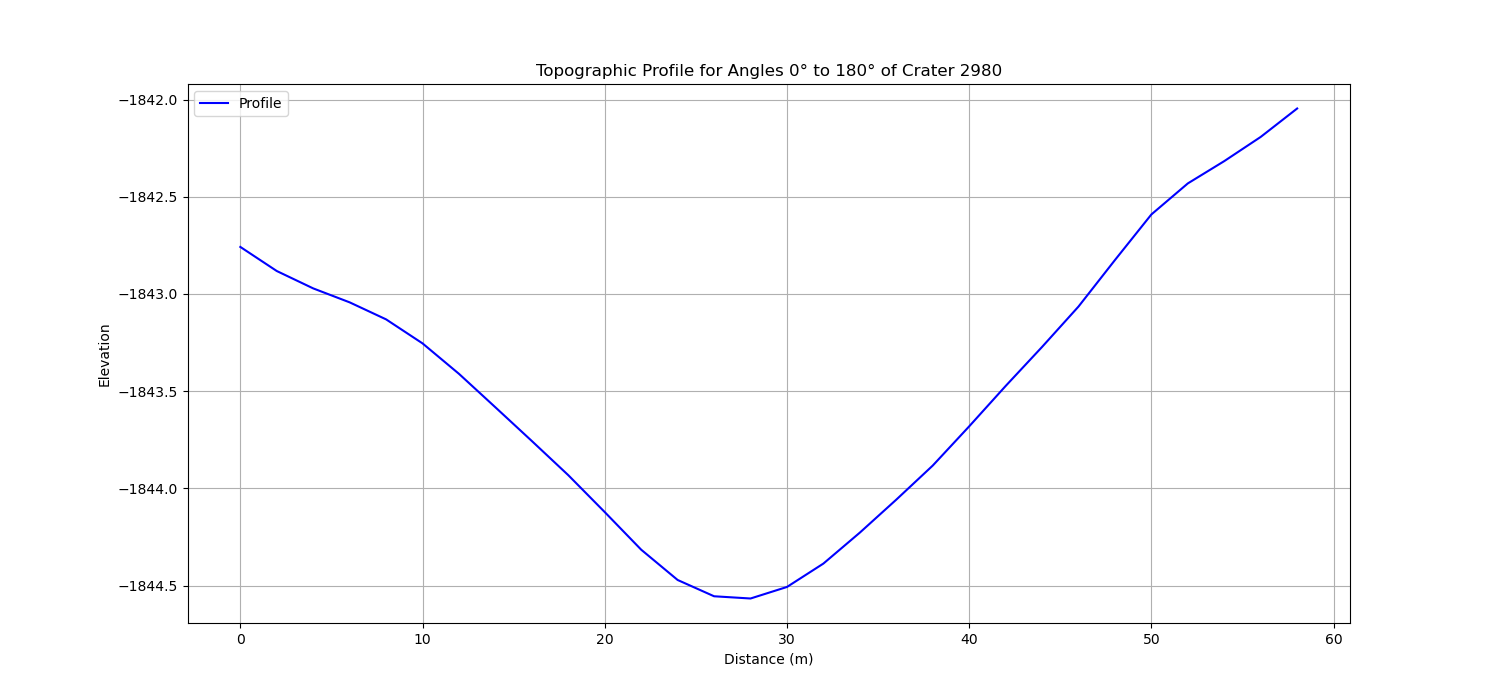 Topographic Profile for Angles 0° to 180° of Crater 2980
Profile
−1842.0
−1842.5
−1843.0
−1843.5
−1844.0
−1844.5
Elevation
0 10 20 30 40 50 60
Distance (m)